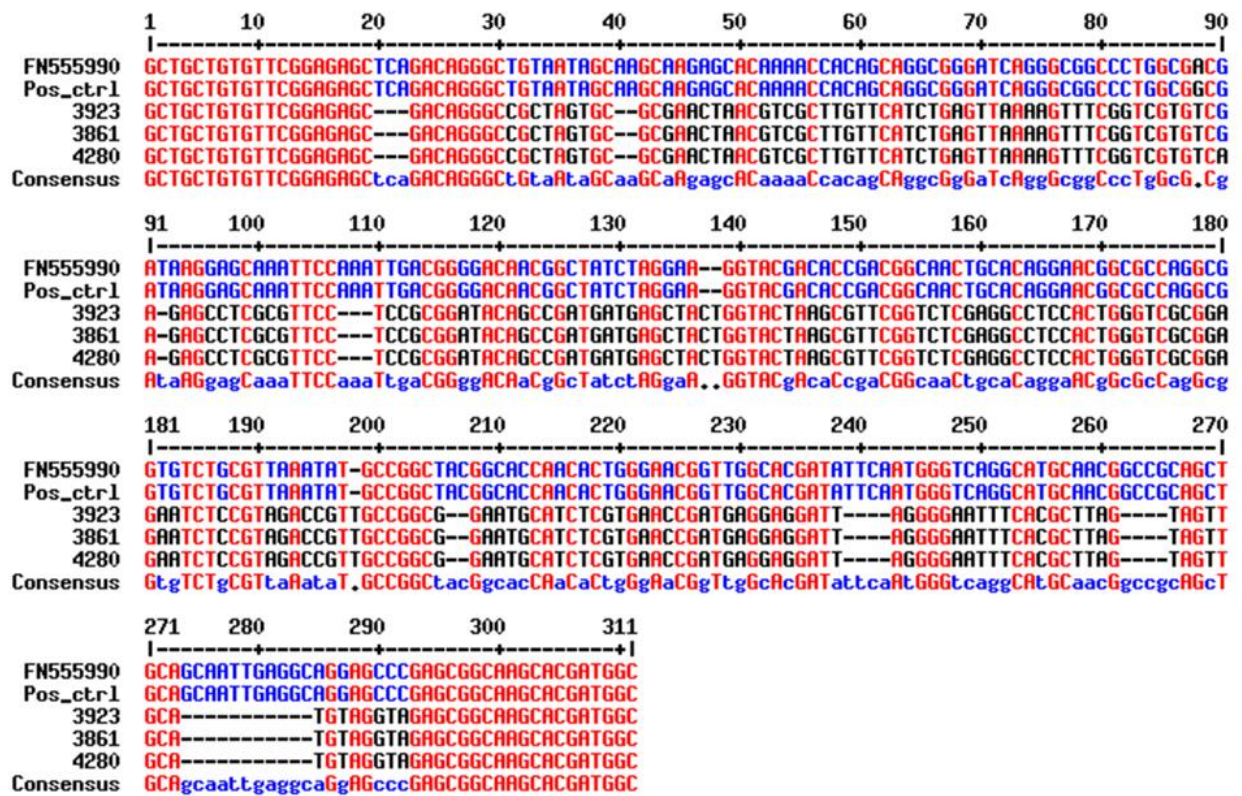 1 10 20 30 40 50 60 70 80 90
|--------+---------+---------+---------+---------+---------+---------+---------+---------|
FN555990 GCTGCTGTGTTCGGAGAGCTCAGACAGGGCTGTAATAGCAAGCAAGAGCACAAAACCACAGCAGGCGGGATCAGGGCGGCCCTGGCGACG
Pos_ctrl GCTGCTGTGTTCGGAGAGCTCAGACAGGGCTGTAATAGCAAGCAAGAGCACAAAACCACAGCAGGCGGGATCAGGGCGGCCCTGGCGGCG
3923 GCTGCTGTGTTCGGAGAGC---GACAGGGCCGCTAGTGC--GCGAACTAACGTCGCTTGTTCATCTGAGTTAAAAGTTTCGGTCGTGTCG
3861 GCTGCTGTGTTCGGAGAGC---GACAGGGCCGCTAGTGC--GCGAACTAACGTCGCTTGTTCATCTGAGTTAAAAGTTTCGGTCGTGTCG
4280 GCTGCTGTGTTCGGAGAGC---GACAGGGCCGCTAGTGC--GCGAACTAACGTCGCTTGTTCATCTGAGTTAAAAGTTTCGGTCGTGTCA
Consensus GCTGCTGTGTTCGGAGAGCtcaGACAGGGCtGtaAtaGCaaGCaAgagcACaaaaCcacagCAggcGgGaTcAggGcggCccTggcG.Cg
91 100 110 120 130 140 150 160 170 180
|--------+---------+---------+---------+---------+---------+---------+---------+---------|
FN555990 ATAAGGAGCAAATTCCAAATTGACGGGGACAACGGCTATCTAGGAA--GGTACGACACCGACGGCAACTGCACAGGAACGGCGCCAGGCG
Pos_ctrl ATAAGGAGCAAATTCCAAATTGACGGGGACAACGGCTATCTAGGAA--GGTACGACACCGACGGCAACTGCACAGGAACGGCGCCAGGCG
3923 A-GAGCCTCGCGTTCC---TCCGCGGATACAGCCGATGATGAGCTACTGGTACTAAGCGTTCGGTCTCGAGGCCTCCACTGGGTCGCGGA
3861 A-GAGCCTCGCGTTCC---TCCGCGGATACAGCCGATGATGAGCTACTGGTACTAAGCGTTCGGTCTCGAGGCCTCCACTGGGTCGCGGA
4280 A-GAGCCTCGCGTTCC---TCCGCGGATACAGCCGATGATGAGCTACTGGTACTAAGCGTTCGGTCTCGAGGCCTCCACTGGGTCGCGGA
Consensus AtaAGgagCaaaTTCCaaaTtgaCGGggACAaCgGcTatctAGgaA..GGTACgAcaCcgaCGGcaaCtgcaCaggaACgGcGcCagGcg
181 190 200 210 220 230 240 250 260 270
|--------+---------+---------+---------+---------+---------+---------+---------+---------|
FN555990 GTGTCTGCGTTAAATAT-GCCGGCTACGGCACCAACACTGGGAACGGTTGGCACGATATTCAATGGGTCAGGCATGCAACGGCCGCAGCT
Pos_ctrl GTGTCTGCGTTAAATAT-GCCGGCTACGGCACCAACACTGGGAACGGTTGGCACGATATTCAATGGGTCAGGCATGCAACGGCCGCAGCT
3923 GAATCTCCGTAGACCGTTGCCGGCG--GAATGCATCTCGTGAACCGATGAGGAGGATT----AGGGGAATTTCACGCTTAG----TAGTT
3861 GAATCTCCGTAGACCGTTGCCGGCG--GAATGCATCTCGTGAACCGATGAGGAGGATT----AGGGGAATTTCACGCTTAG----TAGTT
4280 GAATCTCCGTAGACCGTTGCCGGCG--GAATGCATCTCGTGAACCGATGAGGAGGATT----AGGGGAATTTCACGCTTAG----TAGTT
Consensus GtgTCTgCGTtaAataT.GCCGGCtacGgcacCAaCaCtgGgAaCGgTtgGcAcGATattcaAtGGGtcaggCAtGCaacGgccgcAGcT
271 280 290 300 311
|--------+---------+---------+---------+|
FN555990 GCAGCAATTGAGGCAGGAGCCCGAGCGGCAAGCACGATGGC
Pos_ctrl GCAGCAATTGAGGCAGGAGCCCGAGCGGCAAGCACGATGGC
3923 GCA-----------TGTAGGTAGAGCGGCAAGCACGATGGC
3861 GCA-----------TGTAGGTAGAGCGGCAAGCACGATGGC
4280 GCA-----------TGTAGGTAGAGCGGCAAGCACGATGGC
Consensus GCAgcaattgaggcaGgAGcccGAGCGGCAAGCACGATGGC